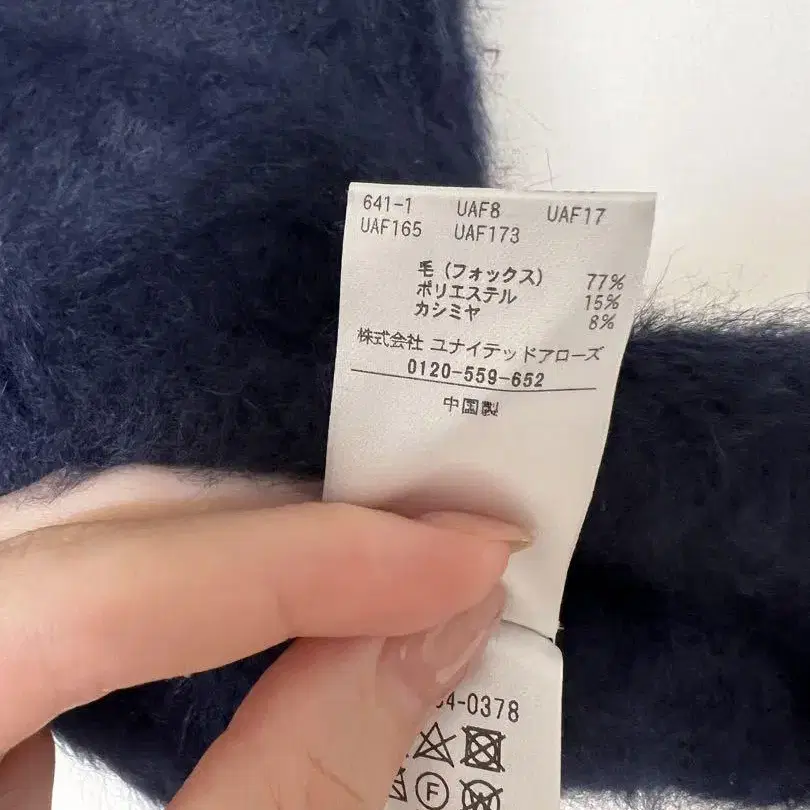 641-1 UAF8 UAF17
UAF165 UAF173
毛 (フォックス) 77%
ポリエステル 15%
カシミヤ 8%
株式会社 ユナイテッドアローズ
0120-559-652
中国製
4-0378
F